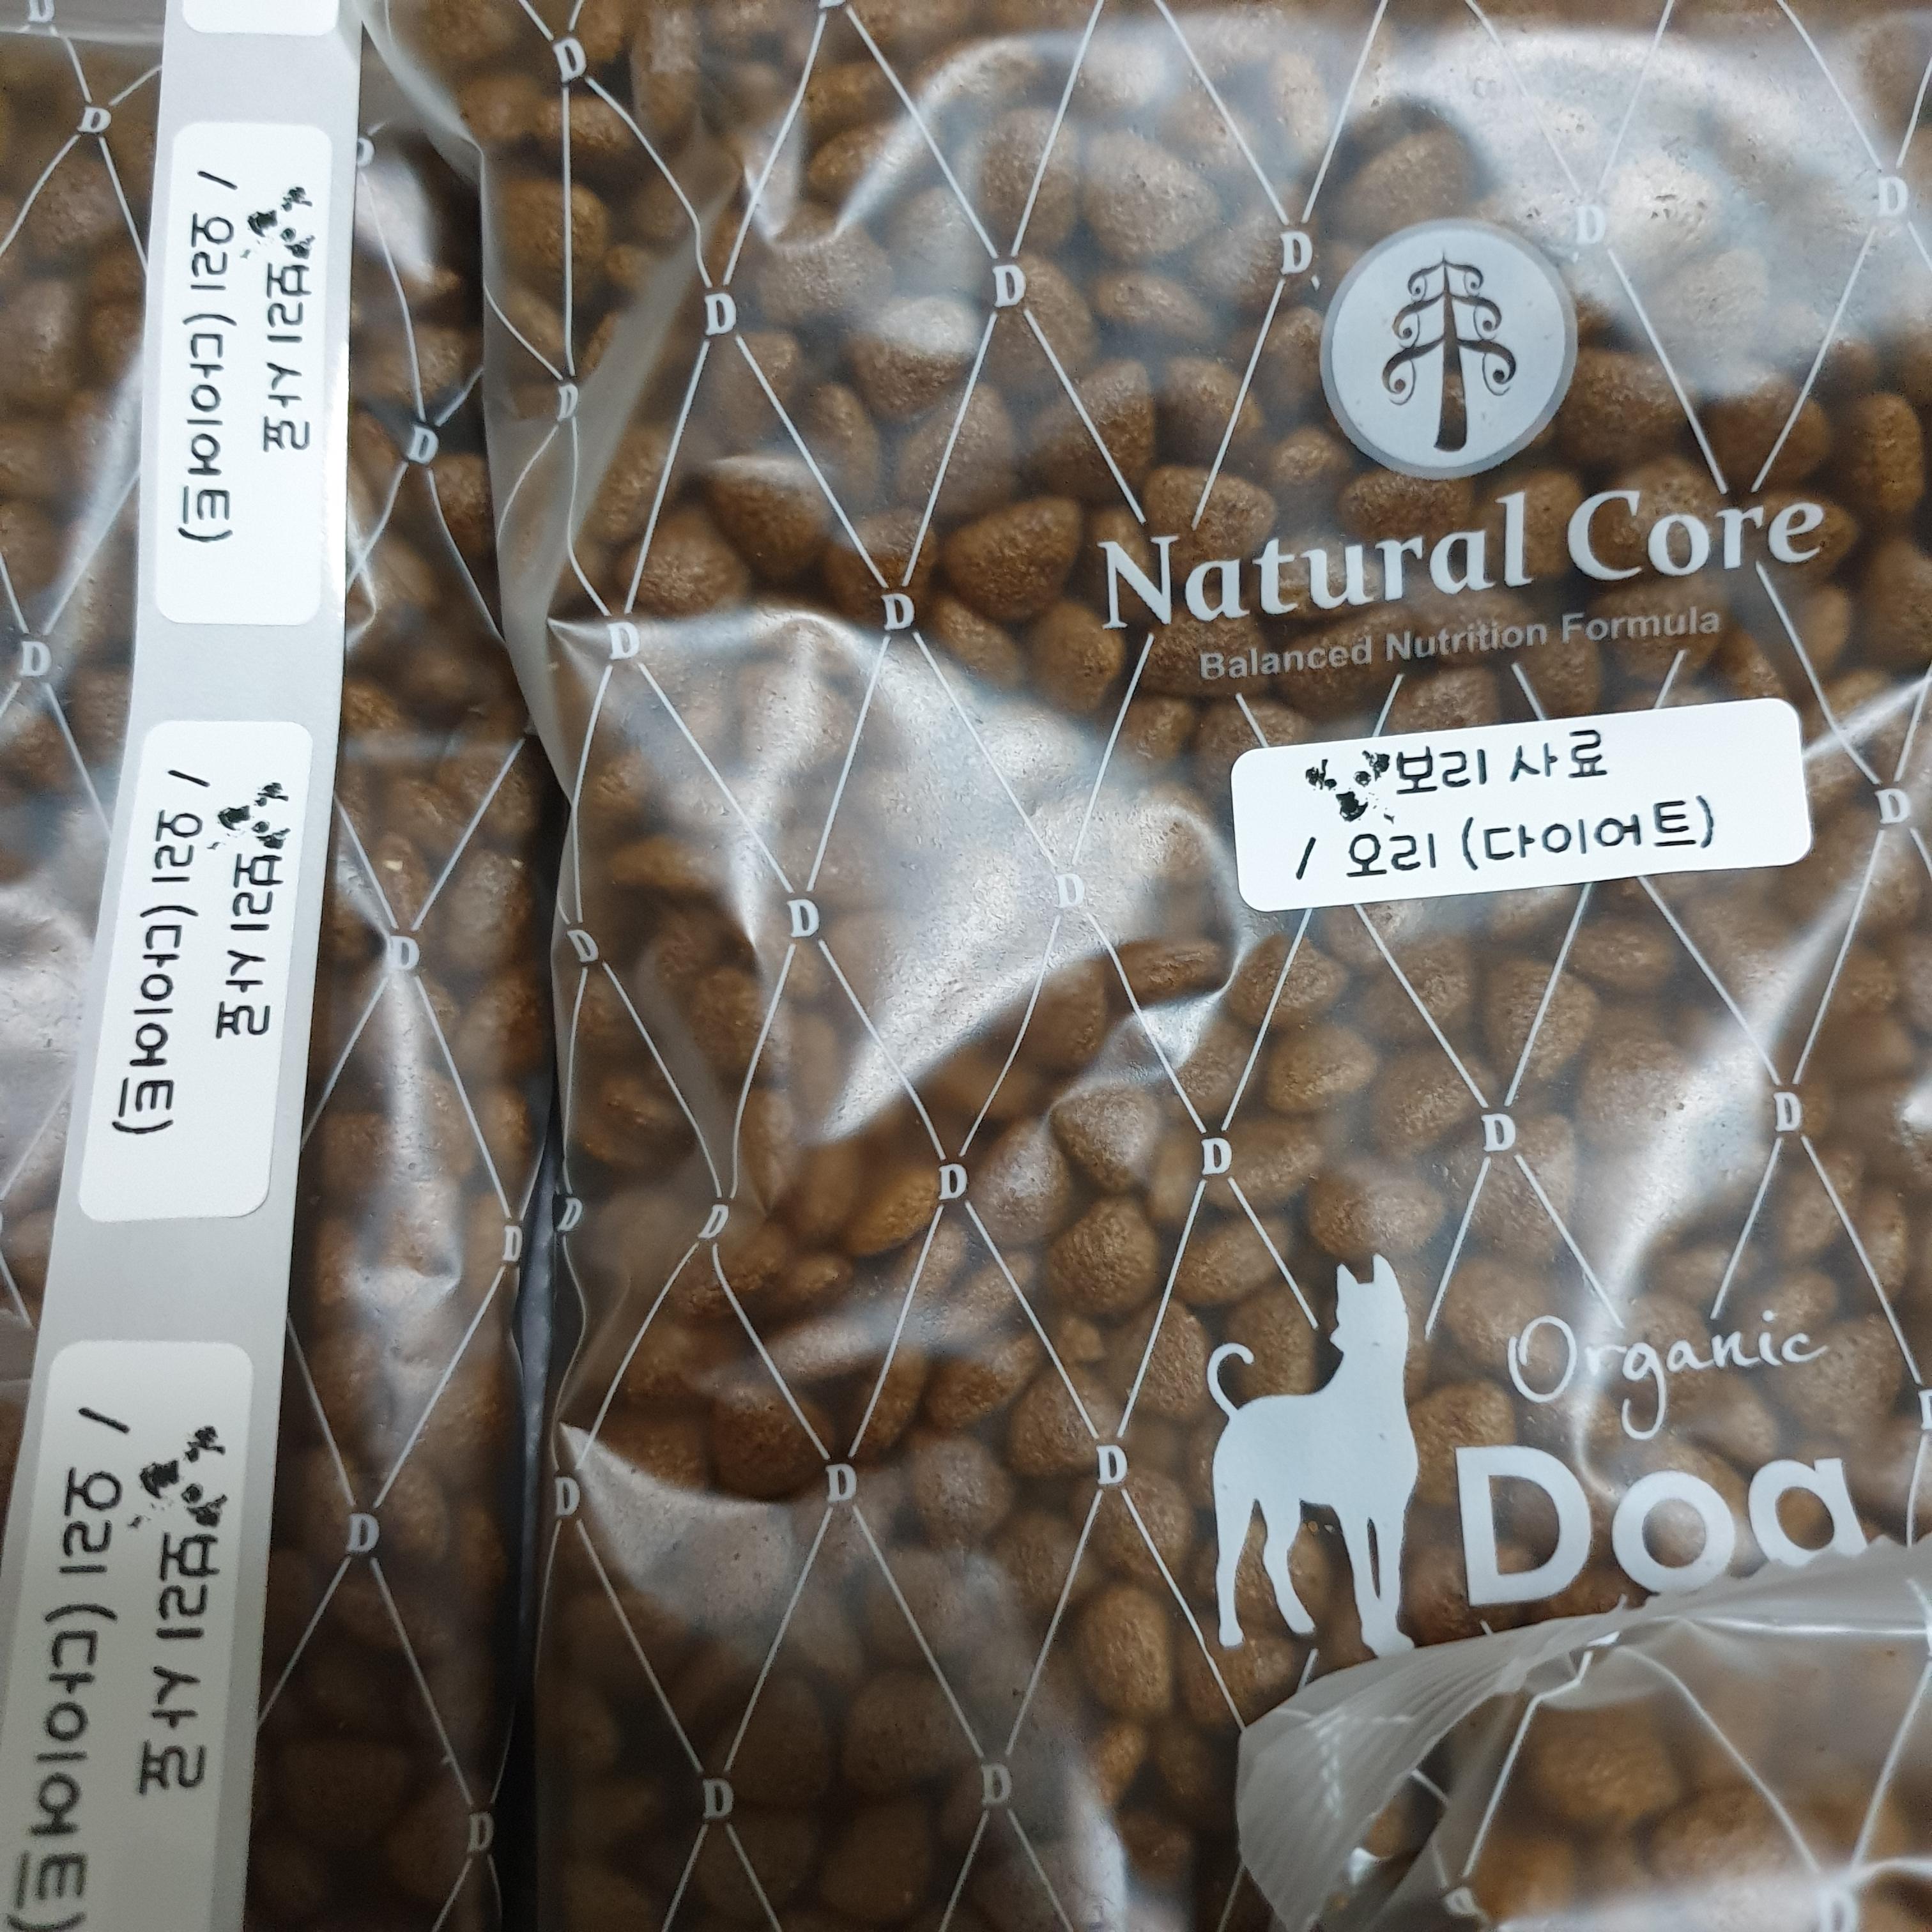 Natural Core
Balanced Nutrition Formula
보리 사료
/ 오리 (다이어트)
Organic
보리 사료
/ 오리 (다이어트)
보리 사료
/ 오리 (다이어트)
보리 사료
/ 오리 (다이어트)